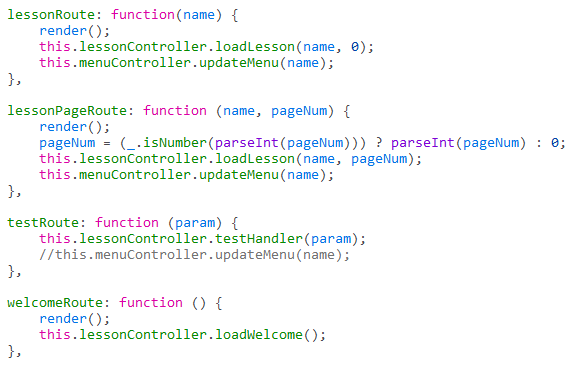 lessonRoute: function(name) {
    render();
    this.lessonController.loadLesson(name, 0);
    this.menuController.updateMenu(name);
},

lessonPageRoute: function (name, pageNum) {
    render();
    pageNum = (_.isNumber(parseInt(pageNum))) ? parseInt(pageNum) : 0;
    this.lessonController.loadLesson(name, pageNum);
    this.menuController.updateMenu(name);
},

testRoute: function (param) {
    this.lessonController.testHandler(param);
    //this.menuController.updateMenu(name);
},

welcomeRoute: function () {
    render();
    this.lessonController.loadWelcome();
},